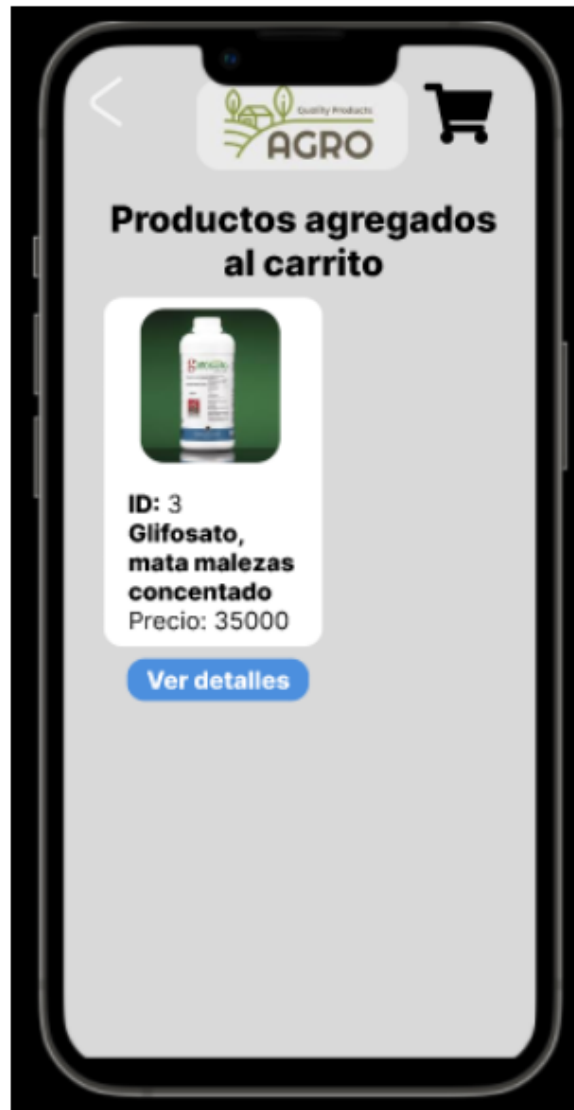 Quality Products
AGRO
Productos agregados
al carrito
ID: 3
Glifosato,
mata malezas
concentado
Precio: 35000
Ver detalles